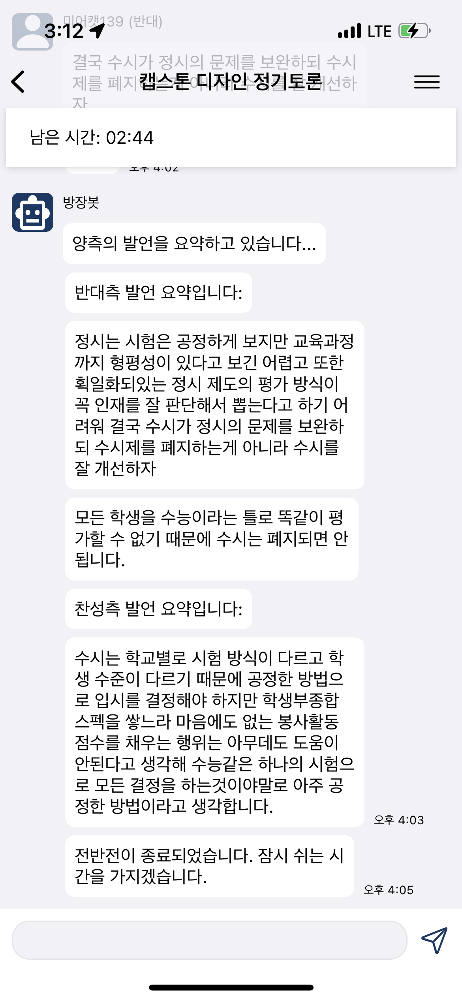 미어캣139 (반대)
3:12
LTE
결국 수시가 정시의 문제를 보완하되 수시
제를 폐지하는게 아니라 수시를 잘 개선하
자
캡스톤 디자인 정기토론
남은 시간: 02:44
오후 4:02
방장봇
양측의 발언을 요약하고 있습니다...
반대측 발언 요약입니다:
정시는 시험은 공정하게 보지만 교육과정
까지 형평성이 있다고 보긴 어렵고 또한
획일화되있는 정시 제도의 평가 방식이
꼭 인재를 잘 판단해서 뽑는다고 하기 어
려워 결국 수시가 정시의 문제를 보완하
되 수시제를 폐지하는게 아니라 수시를
잘 개선하자
모든 학생을 수능이라는 틀로 똑같이 평
가할 수 없기 때문에 수시는 폐지되면 안
됩니다.
찬성측 발언 요약입니다:
수시는 학교별로 시험 방식이 다르고 학
생 수준이 다르기 때문에 공정한 방법으
로 입시를 결정해야 하지만 학생부종합
스펙을 쌓느라 마음에도 없는 봉사활동
점수를 채우는 행위는 아무데도 도움이
안된다고 생각해 수능같은 하나의 시험으
로 모든 결정을 하는것이야말로 아주 공
정한 방법이라고 생각합니다.
오후 4:03
전반전이 종료되었습니다. 잠시 쉬는 시
간을 가지겠습니다.
오후 4:05